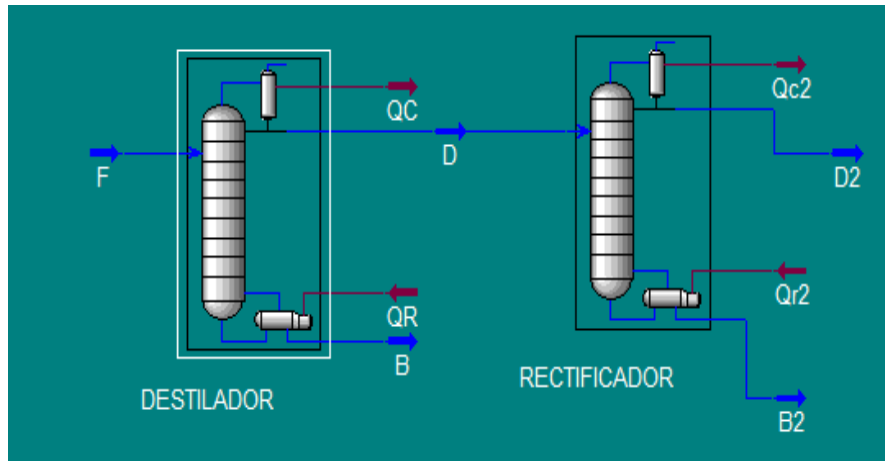 F
QC
D
QR
B
DESTILADOR
Qc2
D2
Qr2
B2
RECTIFICADOR